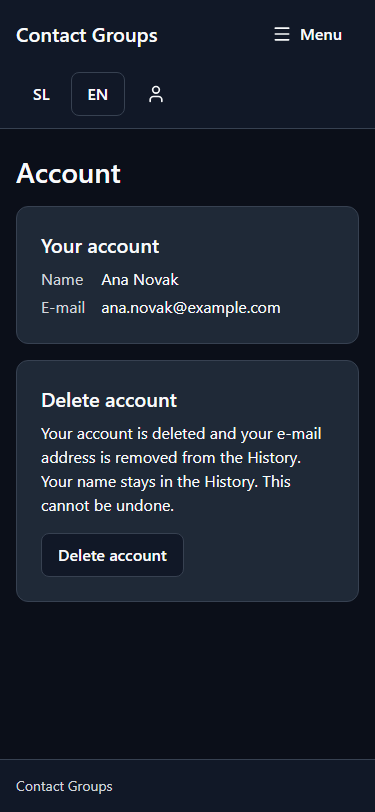 Contact Groups
Menu
SL
EN
Account
Your account
Name Ana Novak
E-mail ana.novak@example.com
Delete account
Your account is deleted and your e-mail
address is removed from the History.
Your name stays in the History. This
cannot be undone.
Delete account
Contact Groups